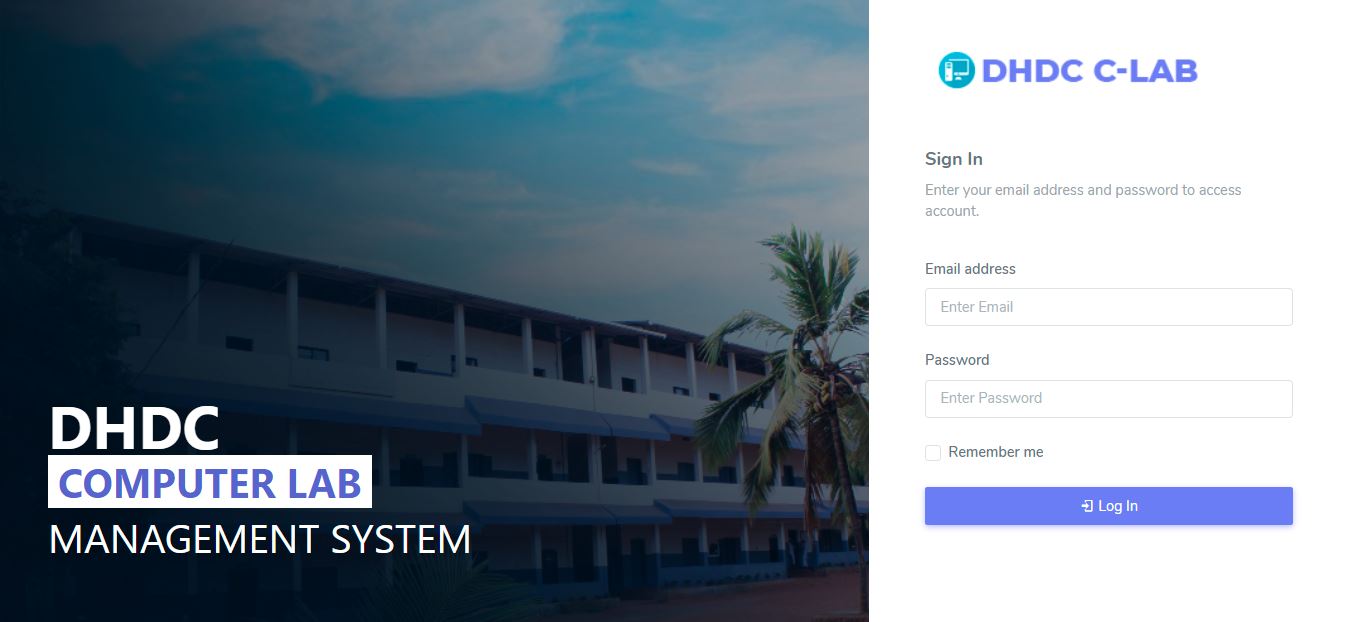 DHDC
COMPUTER LAB
MANAGEMENT SYSTEM
DHDC C-LAB
Sign In
Enter your email address and password to access
account.
Email address
Enter Email
Password
Enter Password
Remember me
Log In